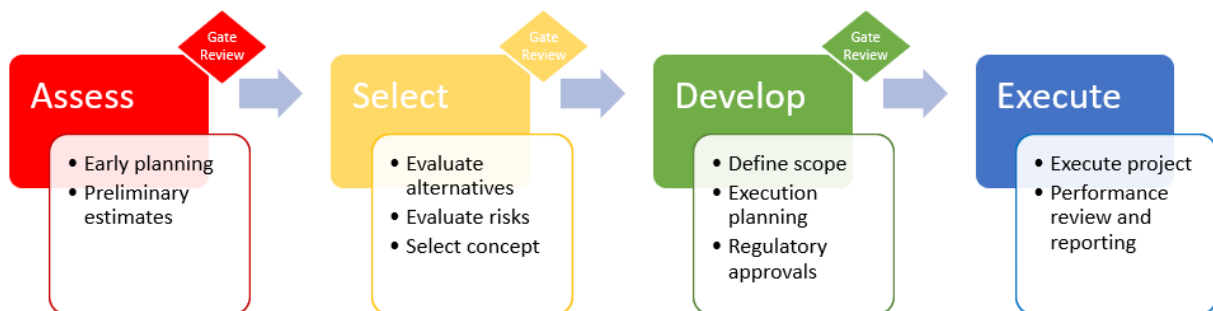 Gate
Review
Assess
• Early planning
• Preliminary
estimates
Gate
Review
Select
• Evaluate
alternatives
• Evaluate risks
• Select concept
Gate
Review
Develop
• Define scope
• Execution
planning
• Regulatory
approvals
Execute
• Execute project
• Performance
review and
reporting